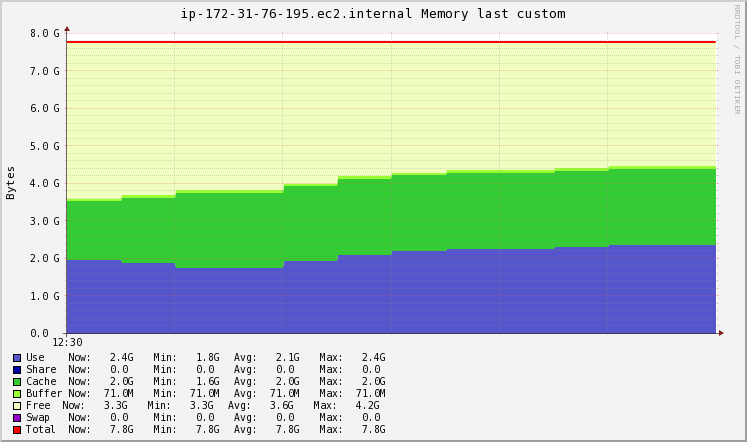 ip-172-31-76-195.ec2.internal Memory last custom
RRDTOOL / TOBI OETIKER
Bytes
8.0 G
7.0 G
6.0 G
5.0 G
4.0 G
3.0 G
2.0 G
1.0 G
0.0
12:30
Use Now: 2.4G Min: 1.8G Avg: 2.1G Max: 2.4G
Share Now: 0.0 Min: 0.0 Avg: 0.0 Max: 0.0
Cache Now: 2.0G Min: 1.6G Avg: 2.0G Max: 2.0G
Buffer Now: 71.0M Min: 71.0M Avg: 71.0M Max: 71.0M
Free Now: 3.3G Min: 3.3G Avg: 3.6G Max: 4.2G
Swap Now: 0.0 Min: 0.0 Avg: 0.0 Max: 0.0
Total Now: 7.8G Min: 7.8G Avg: 7.8G Max: 7.8G